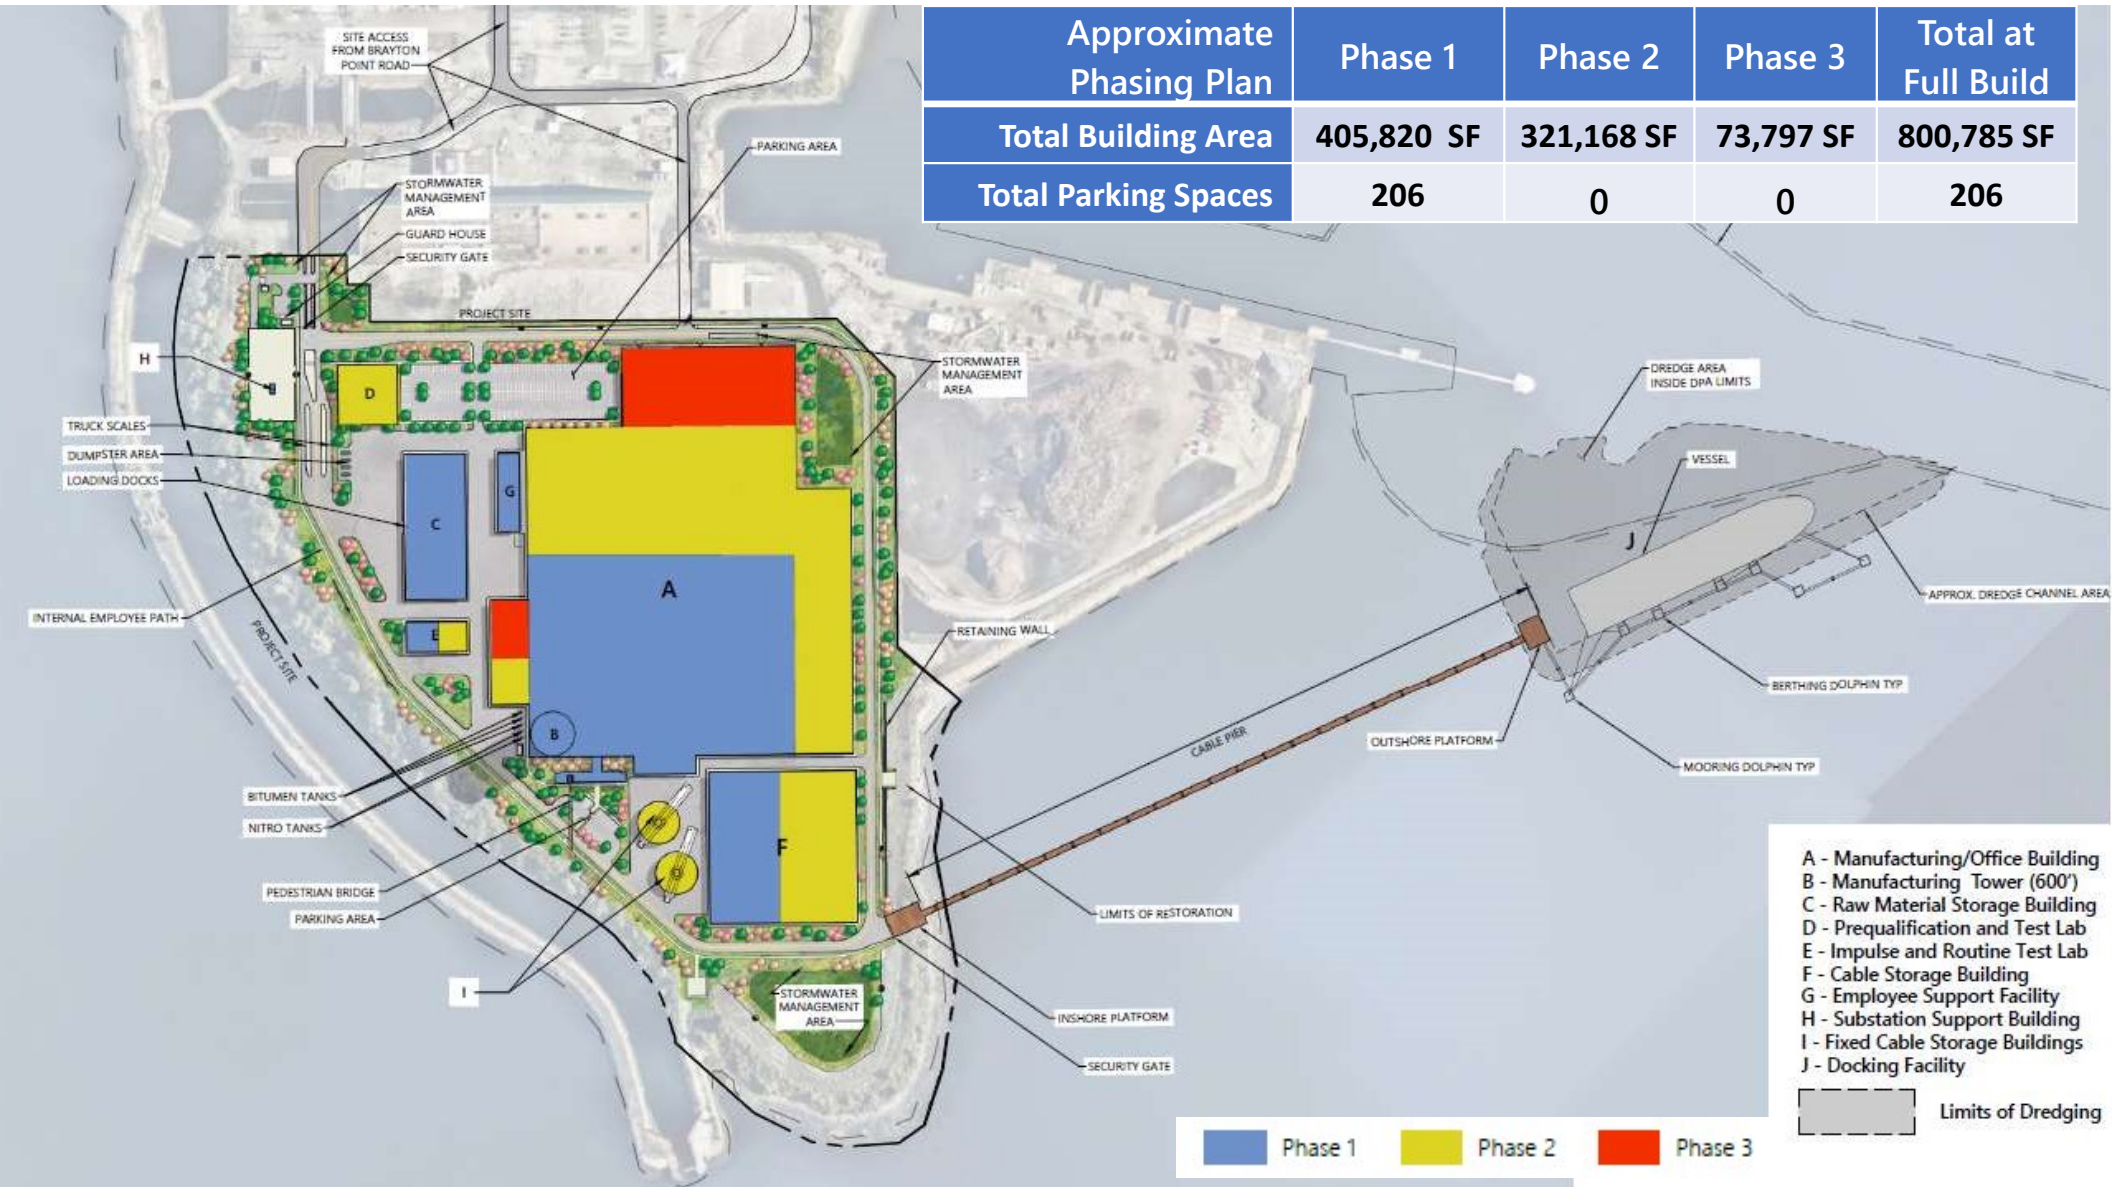 Approximate
Phasing Plan
Phase 1
Phase 2
Phase 3
Total at
Full Build
Total Building Area
405,820 SF
321,168 SF
73,797 SF
800,785 SF
Total Parking Spaces
206
0
0
206
SITE ACCESS
FROM BRAYTON
POINT ROAD
PARKING AREA
STORMWATER
MANAGEMENT
AREA
GUARD HOUSE
SECURITY GATE
PROJECT SITE
H
D
STORMWATER
MANAGEMENT
AREA
DREDGE AREA
INSIDE DPA LIMITS
TRUCK SCALES
DUMPSTER AREA
LOADING DOCKS
VESSEL
G
C
J
A
INTERNAL EMPLOYEE PATH
PROJECT SITE
E
RETAINING WALL
APPROX. DREDGE CHANNEL AREA
BERTHING DOLPHIN TYP
B
CABLE PIER
OUTSHORE PLATFORM
MOORING DOLPHIN TYP
BITUMEN TANKS
NITRO TANKS
F
PEDESTRIAN BRIDGE
PARKING AREA
LIMITS OF RESTORATION
I
STORMWATER
MANAGEMENT
AREA
INSHORE PLATFORM
SECURITY GATE
A - Manufacturing/Office Building
B - Manufacturing Tower (600')
C - Raw Material Storage Building
D - Prequalification and Test Lab
E - Impulse and Routine Test Lab
F - Cable Storage Building
G - Employee Support Facility
H - Substation Support Building
I - Fixed Cable Storage Buildings
J - Docking Facility
Limits of Dredging
Phase 1
Phase 2
Phase 3